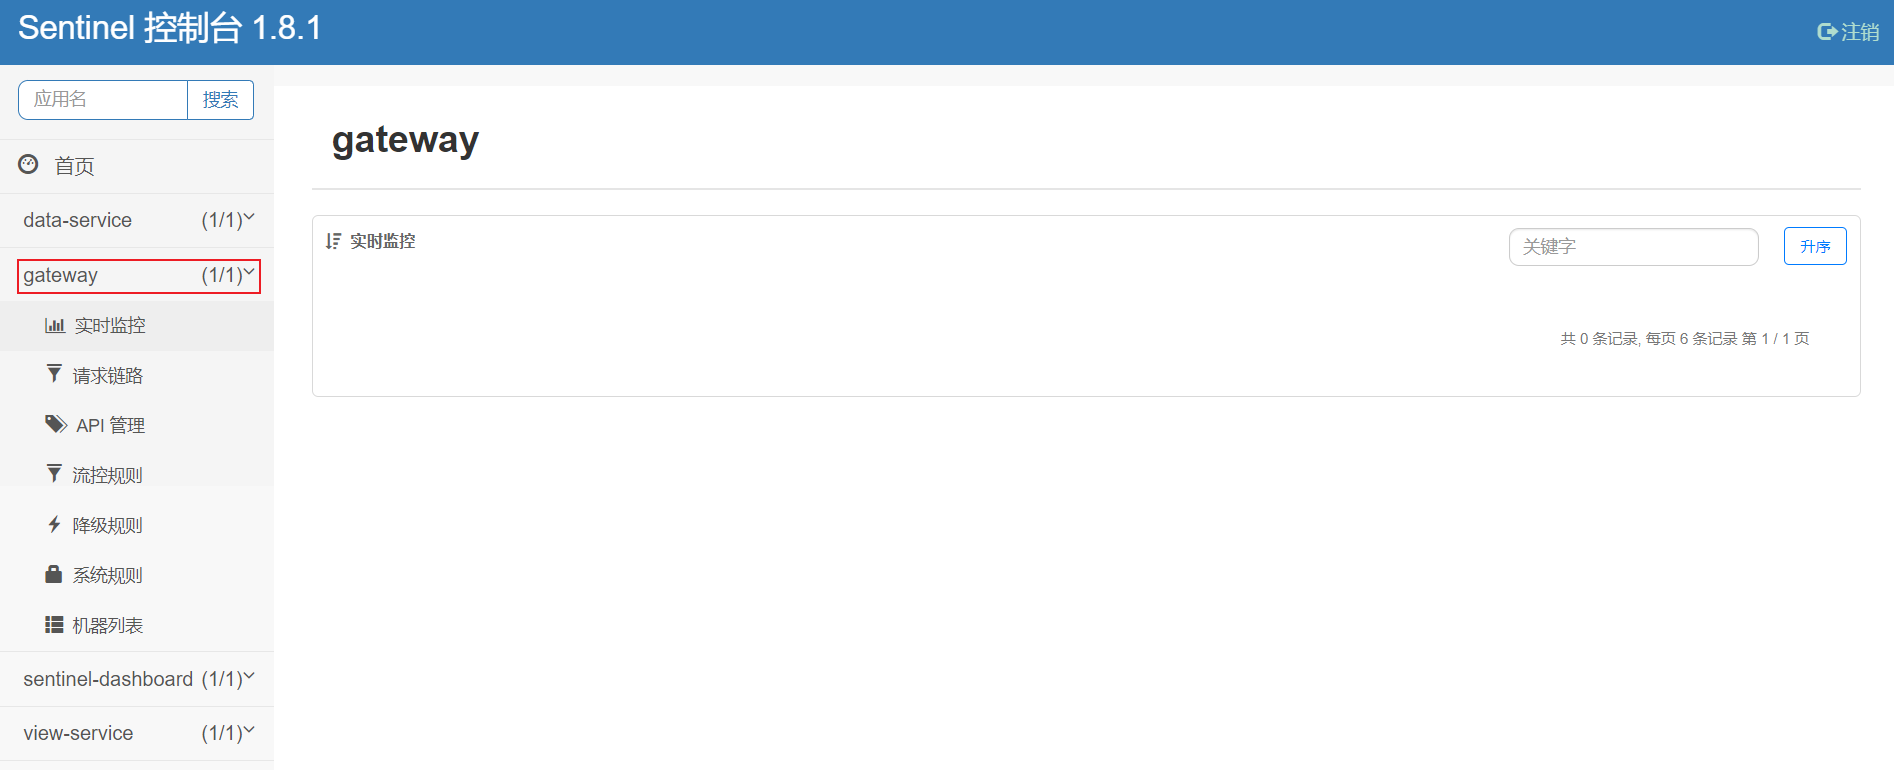 Sentinel 控制台 1.8.1
注销
应用名
搜索
首页
data-service (1/1)
gateway (1/1)
实时监控
请求链路
API 管理
流控规则
降级规则
系统规则
机器列表
sentinel-dashboard (1/1)
view-service (1/1)
gateway
实时监控
关键字
升序
共 0 条记录, 每页 6 条记录 第 1 / 1 页